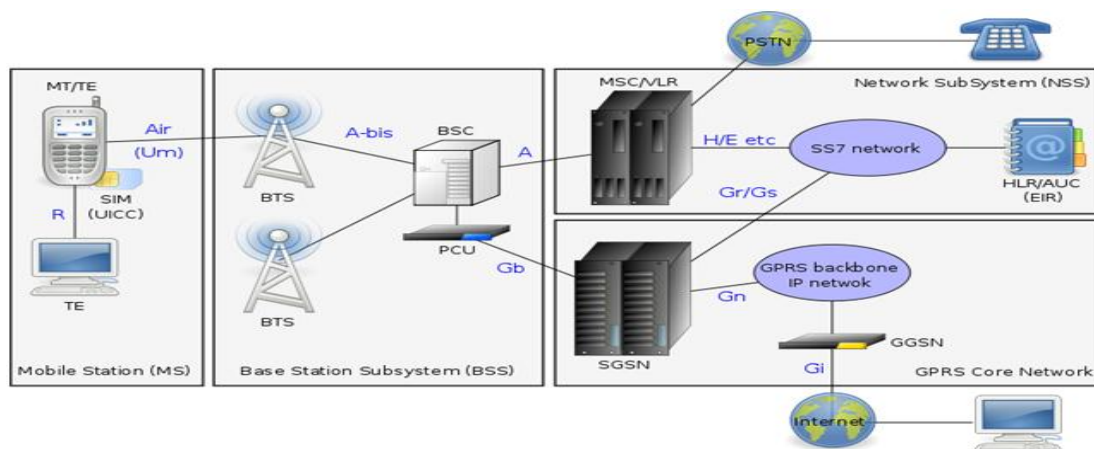 PSTN
MT/TE
MSC/VLR
Network SubSystem (NSS)
Air
(Um)
A-bis
BSC
A
H/E etc
SS7 network
BTS
SIM
(UICC)
HLR/AUC
(EIR)
Gr/Gs
R
PCU
Gb
GPRS backbone
IP netwok
Gn
TE
BTS
SGSN
GGSN
Gi
Mobile Station (MS)
Base Station Subsystem (BSS)
GPRS Core Network
Internet